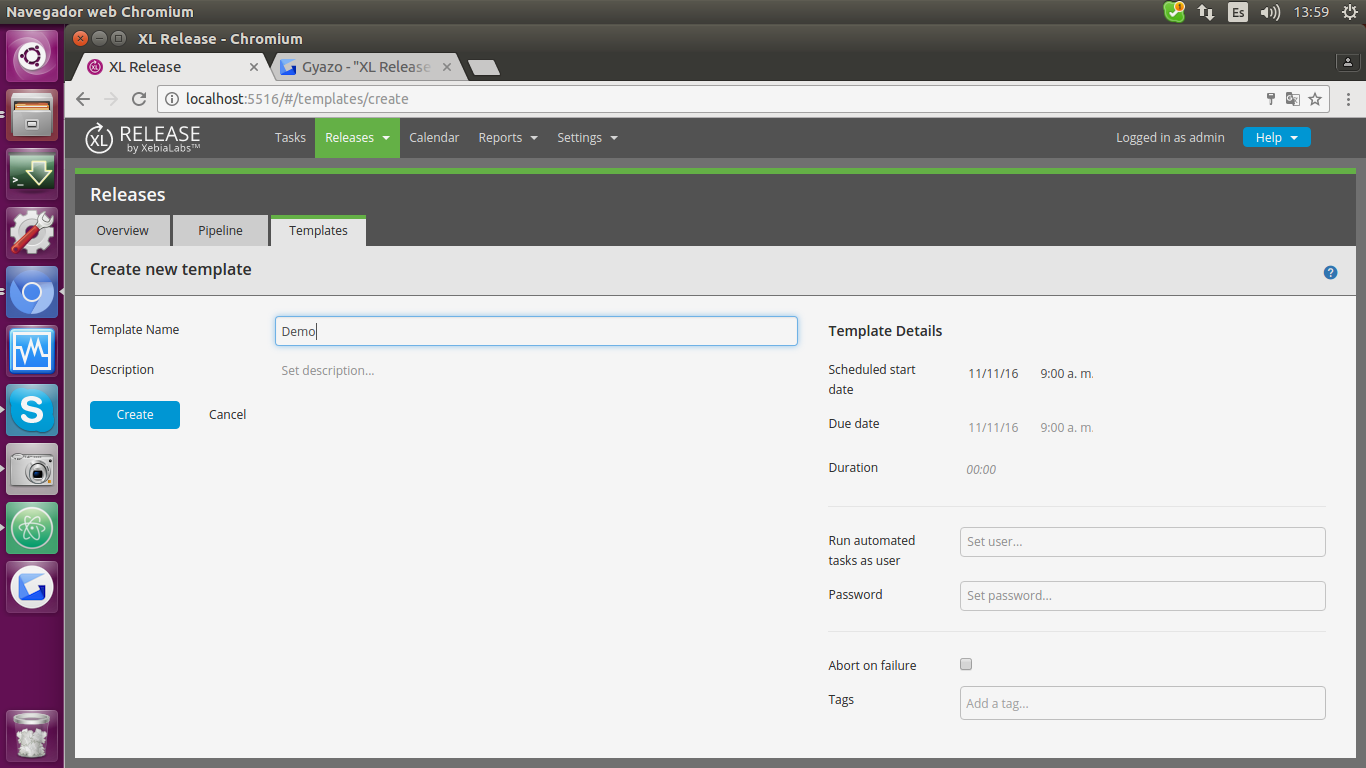 Navegador web Chromium
1
Es
13:59
XL Release - Chromium
XL Release
Gyazo - "XL Release
localhost:5516/#/templates/create
XL RELEASE
by XebiaLabs™
Tasks
Releases
Calendar
Reports
Settings
Logged in as admin
Help
Releases
Overview
Pipeline
Templates
Create new template
?
Template Name
Demo
Description
Set description...
Create
Cancel
Template Details
Scheduled start
date
11/11/16
9:00 a. m.
Due date
11/11/16
9:00 a. m.
Duration
00:00
Run automated
tasks as user
Set user...
Password
Set password...
Abort on failure
Tags
Add a tag...
>_
S